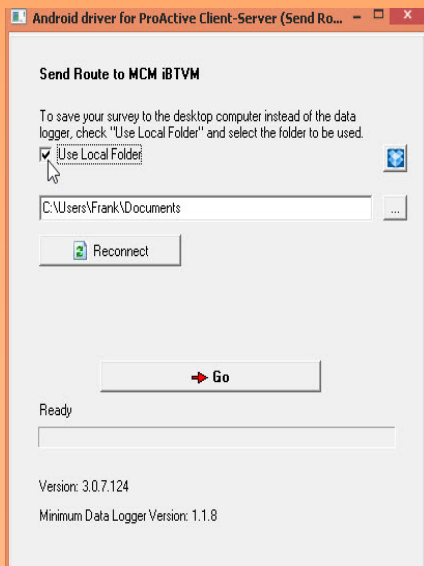 Android driver for ProActive Client-Server (Send Ro...
Send Route to MCM iBTVM
To save your survey to the desktop computer instead of the data
logger, check "Use Local Folder" and select the folder to be used.
Use Local Folder
C:\Users\Frank\Documents
...
Reconnect
Go
Ready
Version: 3.0.7.124
Minimum Data Logger Version: 1.1.8